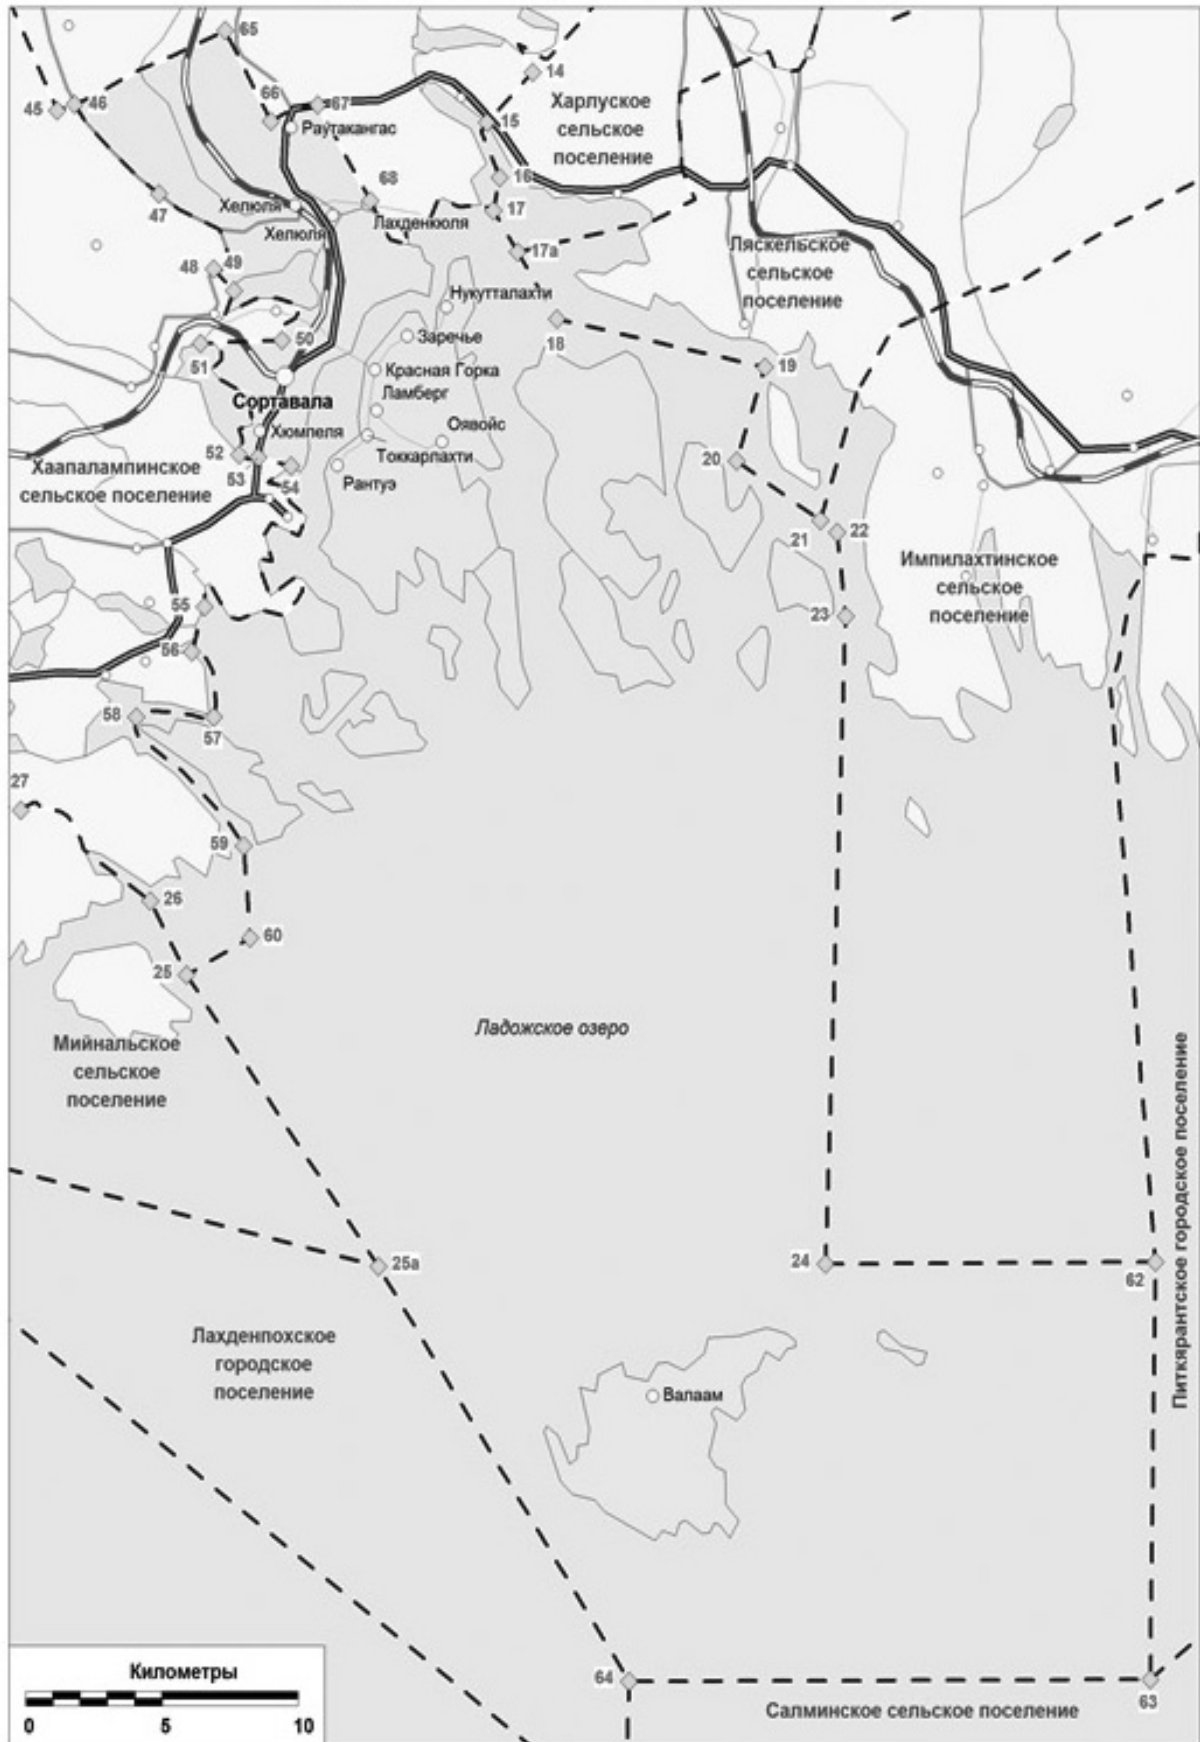 65
14
45
46
66
67
Харлуское
сельское
поселение
15
Раутакангас
16
47
Хелюля
68
17
Лахденкюля
Хелюля
17а
Ляскельское
сельское
поселение
48
49
Нукутталахти
18
50
Заречье
51
19
Красная Горка
Сортавала
Ламберг
Хюмпеля
Оявойс
52
Хаапалампинское
сельское поселение
53
54
Токкарлахти
20
Рантуэ
21
22
Импилахтинское
сельское
поселение
55
23
56
58
57
27
59
26
60
25
Ладожское озеро
Мийнальское
сельское
поселение
Питкярантское городское поселение
25а
24
62
Лахденпохское
городское
поселение
Валаам
64
63
Салминское сельское поселение
Километры
0 5 10